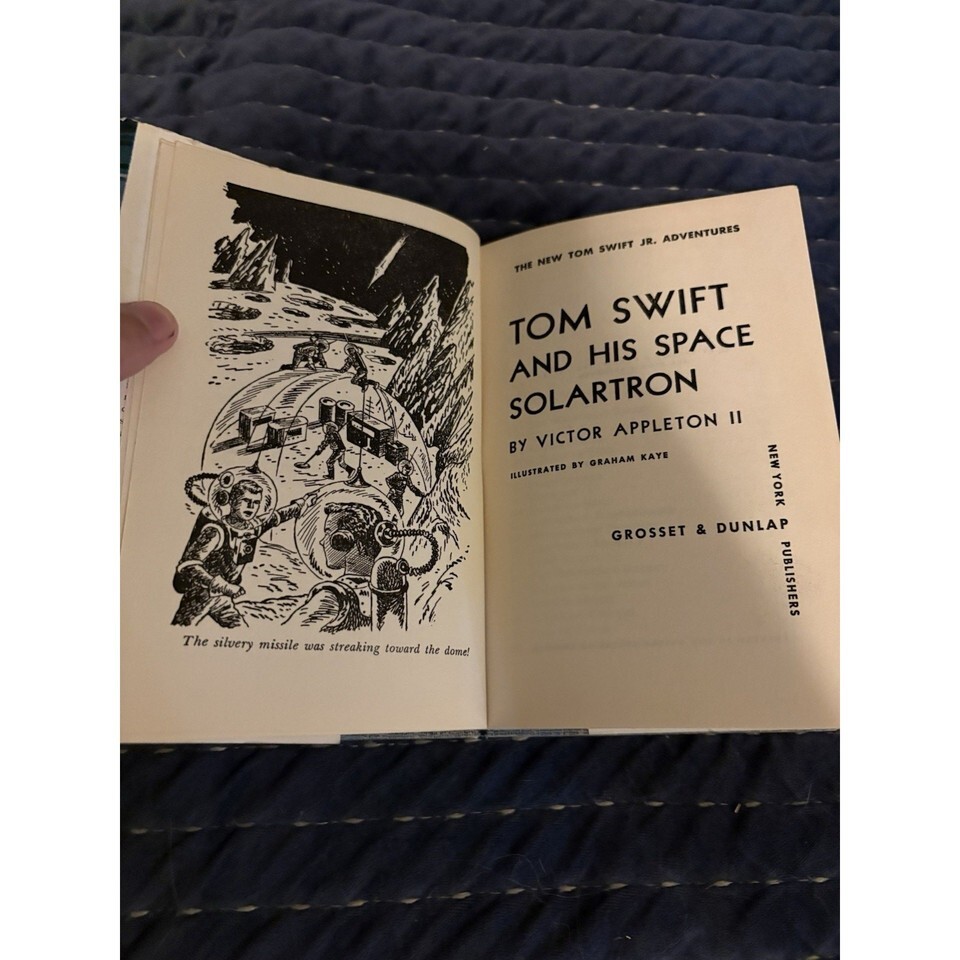 The silvery missile was streaking toward the dome!
THE NEW TOM SWIFT JR. ADVENTURES
TOM SWIFT
AND HIS SPACE
SOLARTRON
BY VICTOR APPLETON II
ILLUSTRATED BY GRAHAM KAYE
NEW YORK
GROSSET & DUNLAP
PUBLISHERS